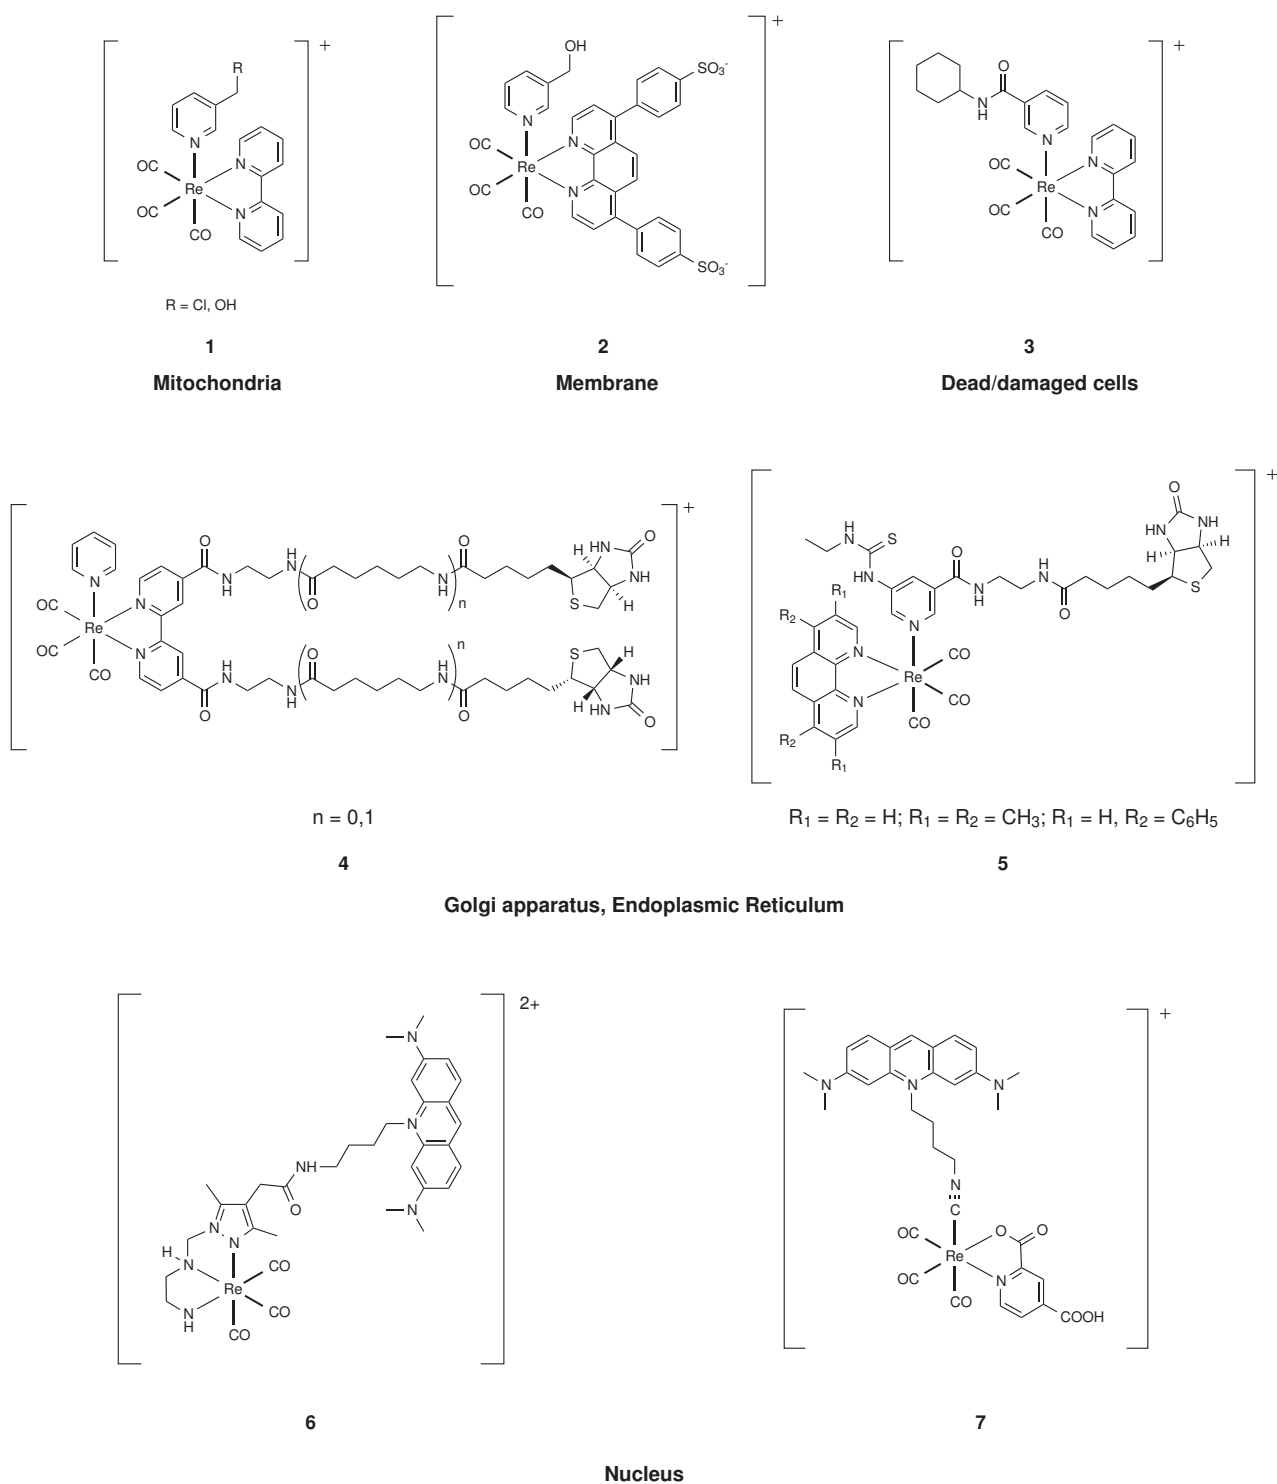 R
N
N
N
OC
OC
CO
Re
+
R = Cl, OH
1
Mitochondria
OH
N
N
N
OC
OC
CO
Re
SO₃⁻
SO₃⁻
+
2
Membrane
O
N
H
N
N
N
OC
OC
CO
Re
+
3
Dead/damaged cells
N
N
N
OC
OC
CO
Re
O
N
H
H
N
O
N
H
O
n
S
H
H
HN
NH
O
O
N
H
H
N
O
N
H
O
n
S
H
H
HN
NH
O
+
n = 0,1
4
H
N
S
NH
O
N
H
H
N
O
O
HN
NH
H
H
S
R₁
R₂
R₂
R₁
N
N
N
Re
CO
CO
CO
+
R₁ = R₂ = H; R₁ = R₂ = CH₃; R₁ = H, R₂ = C₆H₅
5
Golgi apparatus, Endoplasmic Reticulum
2+
N
N
N
NH
O
N
N
H
N
N
H
Re
CO
CO
CO
6
+
N
N
N
N
C
OC
OC
CO
Re
O
O
N
COOH
7
Nucleus